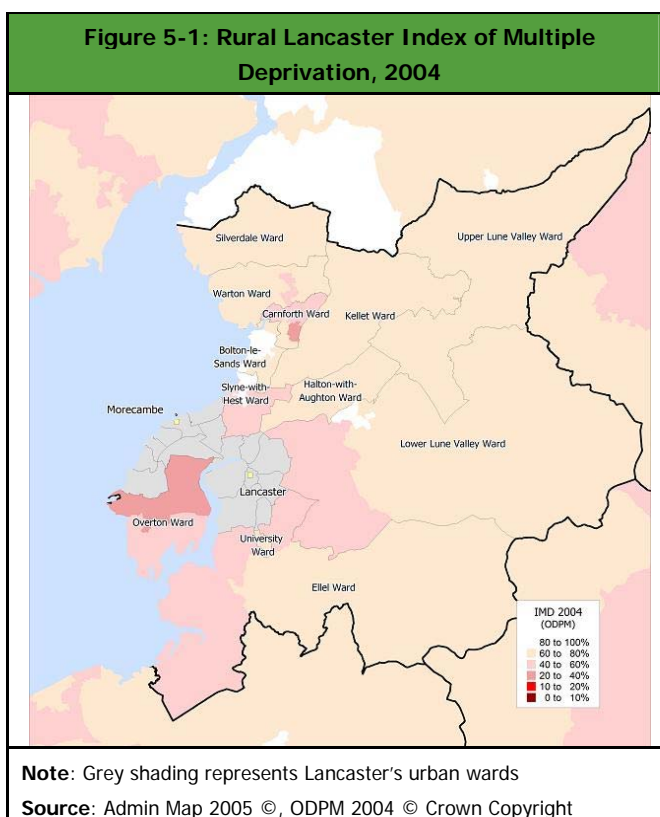 Figure 5-1: Rural Lancaster Index of Multiple
Deprivation, 2004
Silverdale Ward
Upper Lune Valley Ward
Warton Ward
Carnforth Ward
Kellet Ward
Bolton-le-
Sands Ward
Slyne-with-
Hest Ward
Halton-with-
Aughton Ward
Morecambe
Lower Lune Valley Ward
Lancaster
Overton Ward
University
Ward
Ellel Ward
IMD 2004
(ODPM)
80 to 100%
60 to 80%
40 to 60%
20 to 40%
10 to 20%
0 to 10%
Note: Grey shading represents Lancaster's urban wards
Source: Admin Map 2005 ©, ODPM 2004 © Crown Copyright